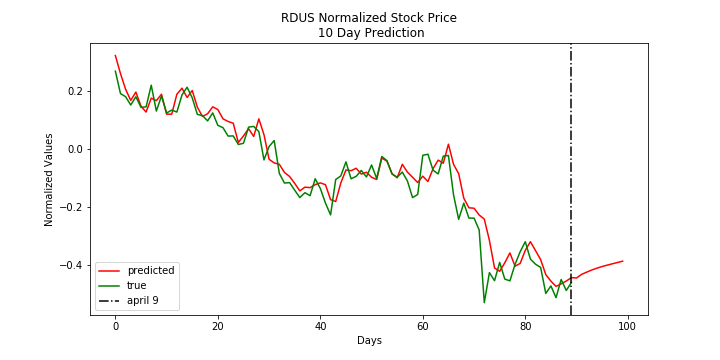 RDUS Normalized Stock Price
10 Day Prediction
Normalized Values
0.2
0.0
−0.2
−0.4
predicted
true
april 9
0
20
40
60
80
100
Days